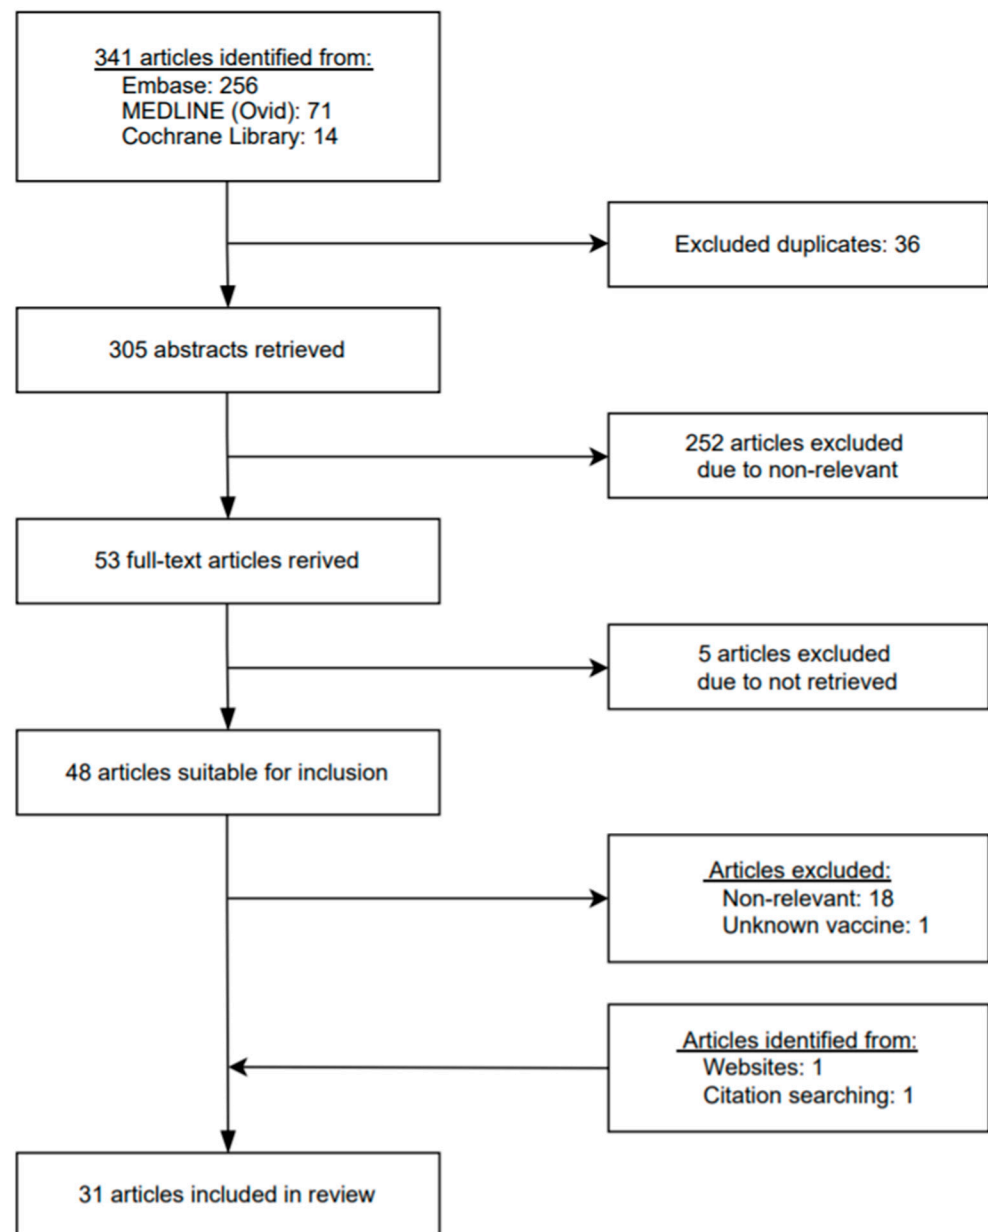 341 articles identified from:
Embase: 256
MEDLINE (Ovid): 71
Cochrane Library: 14
Excluded duplicates: 36
305 abstracts retrieved
252 articles excluded
due to non-relevant
53 full-text articles rerived
5 articles excluded
due to not retrieved
48 articles suitable for inclusion
Articles excluded:
Non-relevant: 18
Unknown vaccine: 1
Articles identified from:
Websites: 1
Citation searching: 1
31 articles included in review